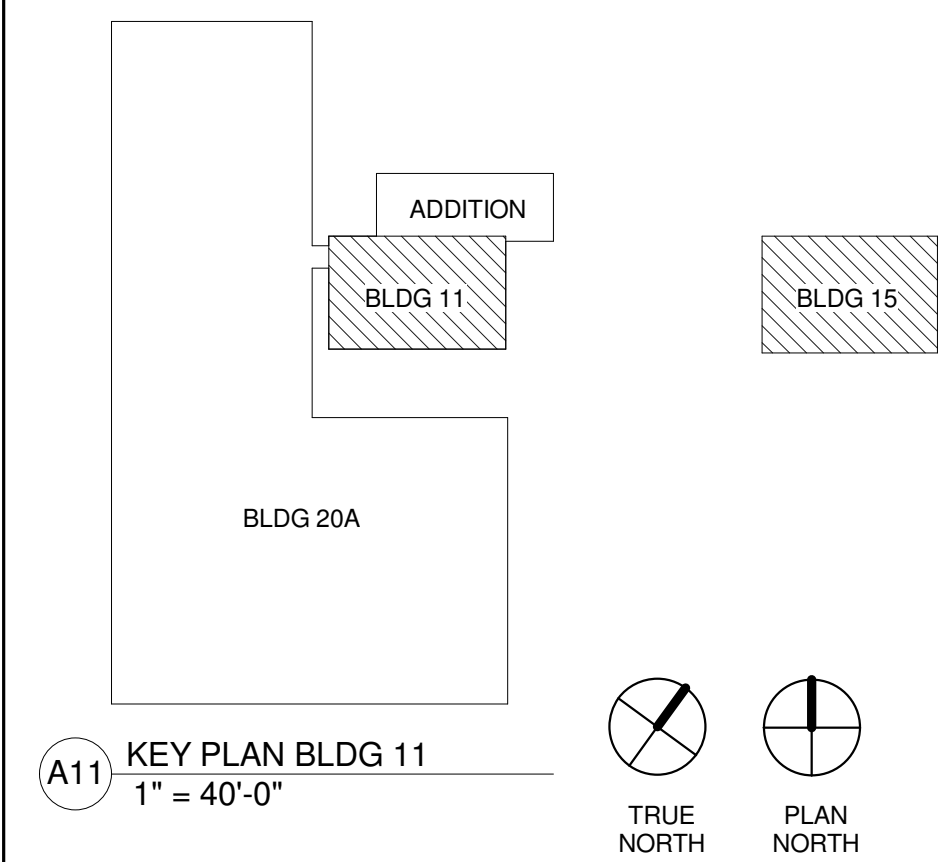 ADDITION
BLDG 11
BLDG 15
BLDG 20A
A11
KEY PLAN BLDG 11
1" = 40'-0"
TRUE
NORTH
PLAN
NORTH